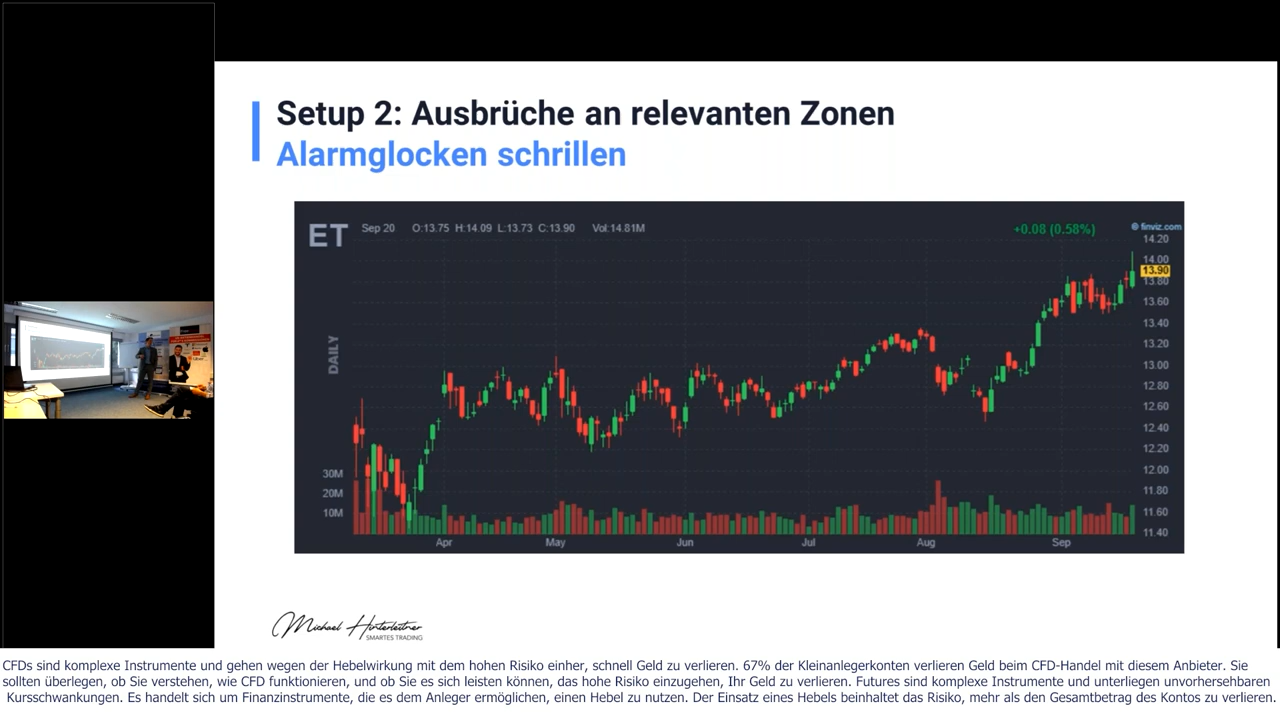 Setup 2: Ausbrüche an relevanten Zonen
Alarmglocken schrillen
ET Sep 20 O:13.75 H:14.09 L:13.73 C:13.90 Vol:14.81M +0.08 (0.58%) © finviz.com
14.20
14.00
13.90
13.80
13.60
13.40
13.20
DAILY
13.00
12.80
12.60
12.40
12.20
30M 12.00
20M 11.80
10M 11.60
11.40
Apr May Jun Jul Aug Sep
Michael Hinterleitner
SMARTES TRADING
CFDs sind komplexe Instrumente und gehen wegen der Hebelwirkung mit dem hohen Risiko einher, schnell Geld zu verlieren. 67% der Kleinanlegerkonten verlieren Geld beim CFD-Handel mit diesem Anbieter. Sie
sollten überlegen, ob Sie verstehen, wie CFD funktionieren, und ob Sie es sich leisten können, das hohe Risiko einzugehen, Ihr Geld zu verlieren. Futures sind komplexe Instrumente und unterliegen unvorhersehbaren
Kursschwankungen. Es handelt sich um Finanzinstrumente, die es dem Anleger ermöglichen, einen Hebel zu nutzen. Der Einsatz eines Hebels beinhaltet das Risiko, mehr als den Gesamtbetrag des Kontos zu verlieren.